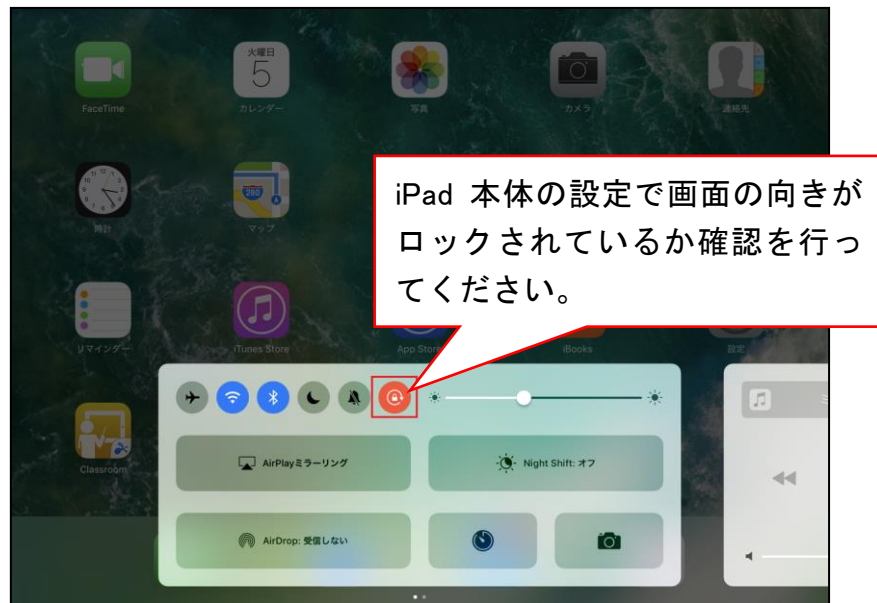 火曜日
5
FaceTime
カレンダー
写真
カメラ
連絡先
280
時計
マップ
iPad 本体の設定で画面の向きが
ロックされているか確認を行っ
てください。
リマインダー
iTunes Store
App Store
iBooks
設定
Classroom
AirPlayミラーリング
Night Shift: オフ
AirDrop: 受信しない